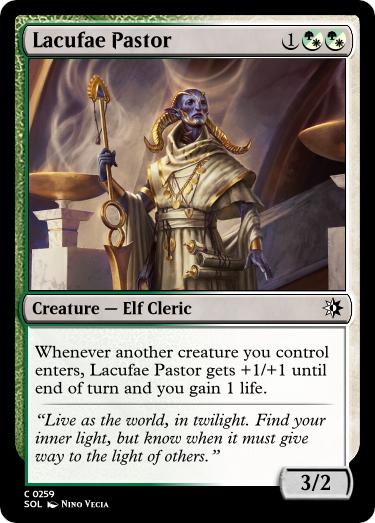 Lacufae Pastor 1
Creature — Elf Cleric
Whenever another creature you control
enters, Lacufae Pastor gets +1/+1 until
end of turn and you gain 1 life.
“Live as the world, in twilight. Find your
inner light, but know when it must give
way to the light of others.”
3/2
C 0259
SOL Nino Vecia